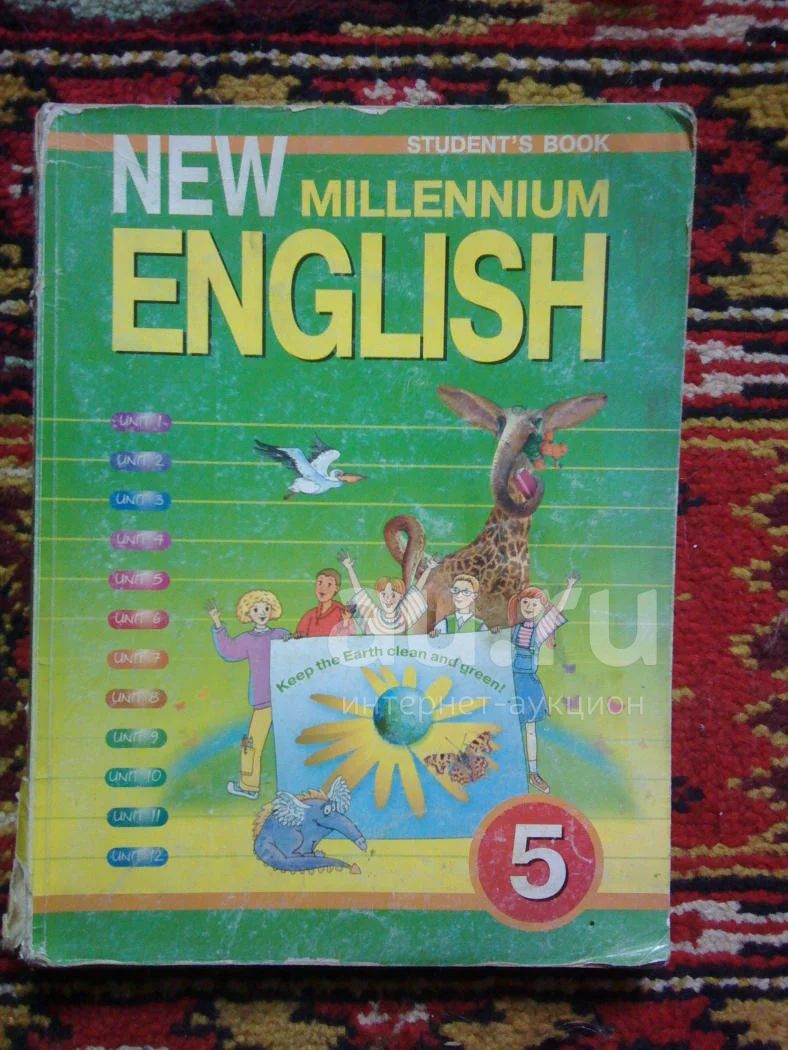 STUDENT'S BOOK
NEW MILLENNIUM
ENGLISH
UNIT 1
UNIT 2
UNIT 3
UNIT 4
UNIT 5
UNIT 6
UNIT 7
UNIT 8
UNIT 9
UNIT 10
UNIT 11
UNIT 12
Keep the Earth clean and green!
au.ru
интернет-аукцион
5